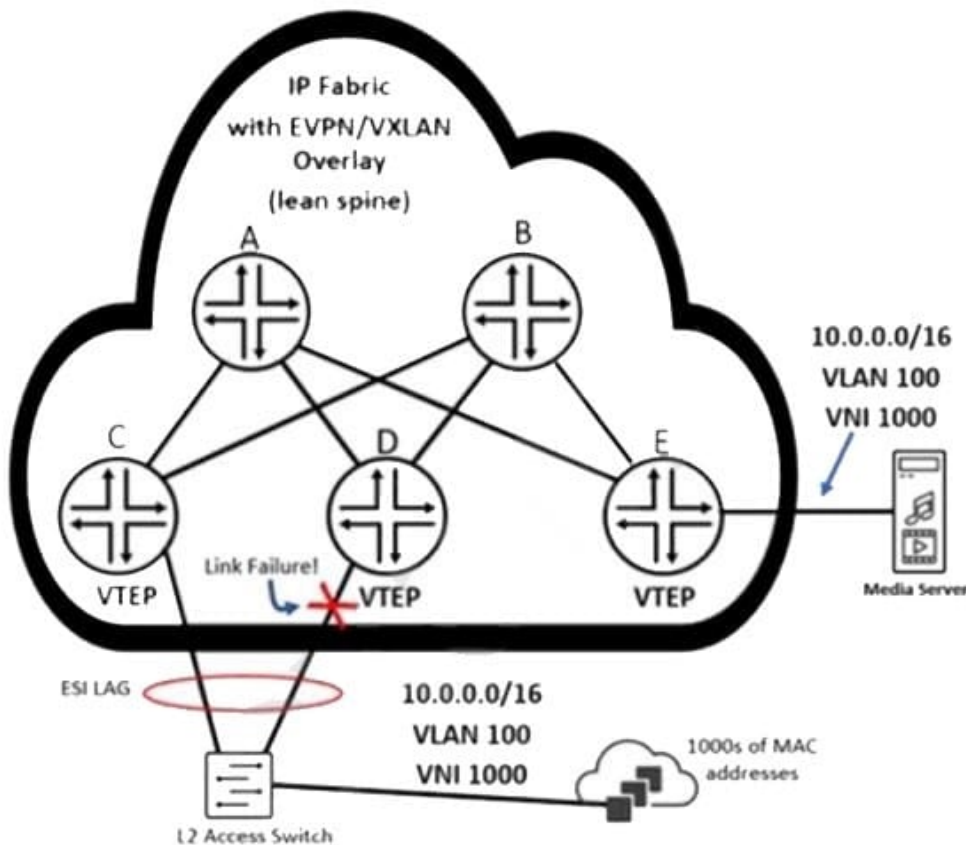 IP Fabric
with EVPN/VXLAN
Overlay
(lean spine)
A
B
10.0.0.0/16
VLAN 100
VNI 1000
C
D
E
Link Failure!
VTEP
VTEP
VTEP
Media Server
ESI LAG
10.0.0.0/16
VLAN 100
VNI 1000
1000s of MAC
addresses
L2 Access Switch